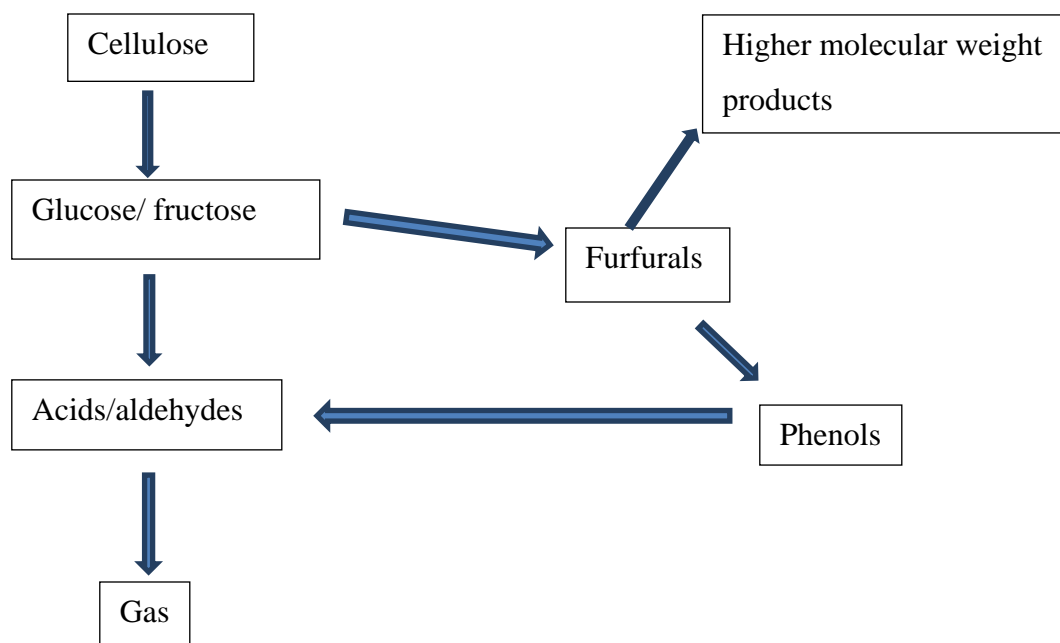 Cellulose
Higher molecular weight
products
Glucose/ fructose
Furfurals
Acids/aldehydes
Phenols
Gas